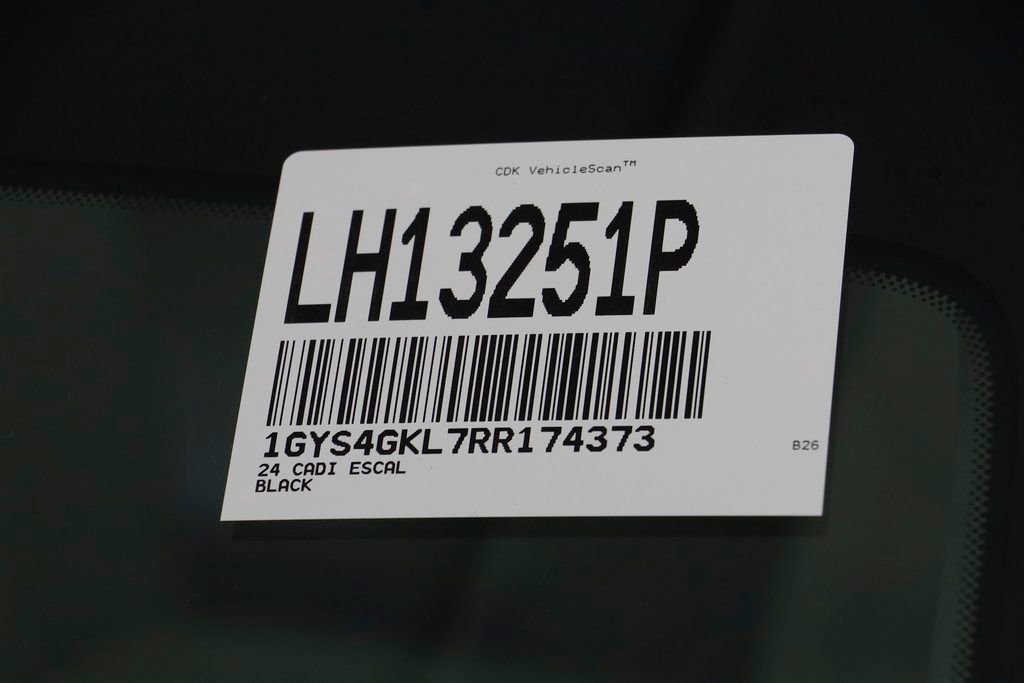 CDK VehicleScan™
LH13251P
1GYS4GKL7RR174373
24 CADI ESCAL
BLACK
B26